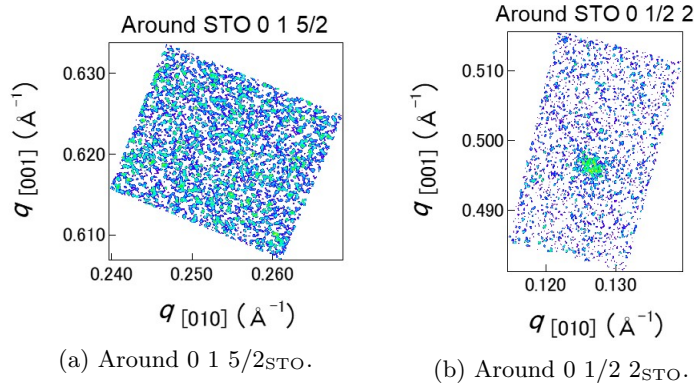 Around STO 0 1 5/2
0.630
0.620
0.610
q [001] (Å⁻¹)
0.240 0.250 0.260
q [010] (Å⁻¹)
(a) Around 0 1 5/2STO.
Around STO 0 1/2 2
0.510
0.500
0.490
q [001] (Å⁻¹)
0.120 0.130
q [010] (Å⁻¹)
(b) Around 0 1/2 2STO.